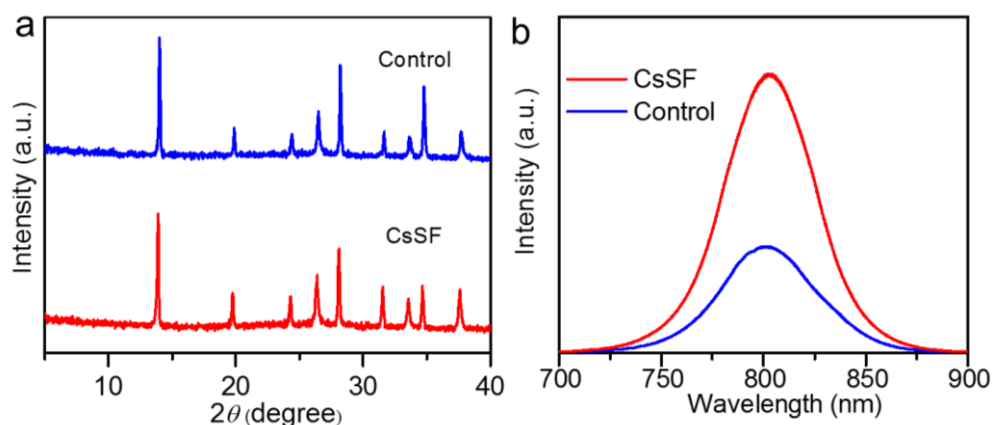 a
Intensity (a.u.)
Control
CsSF
10 20 30 40
2θ (degree)
b
Intensity (a.u.)
CsSF
Control
700 750 800 850 900
Wavelength (nm)